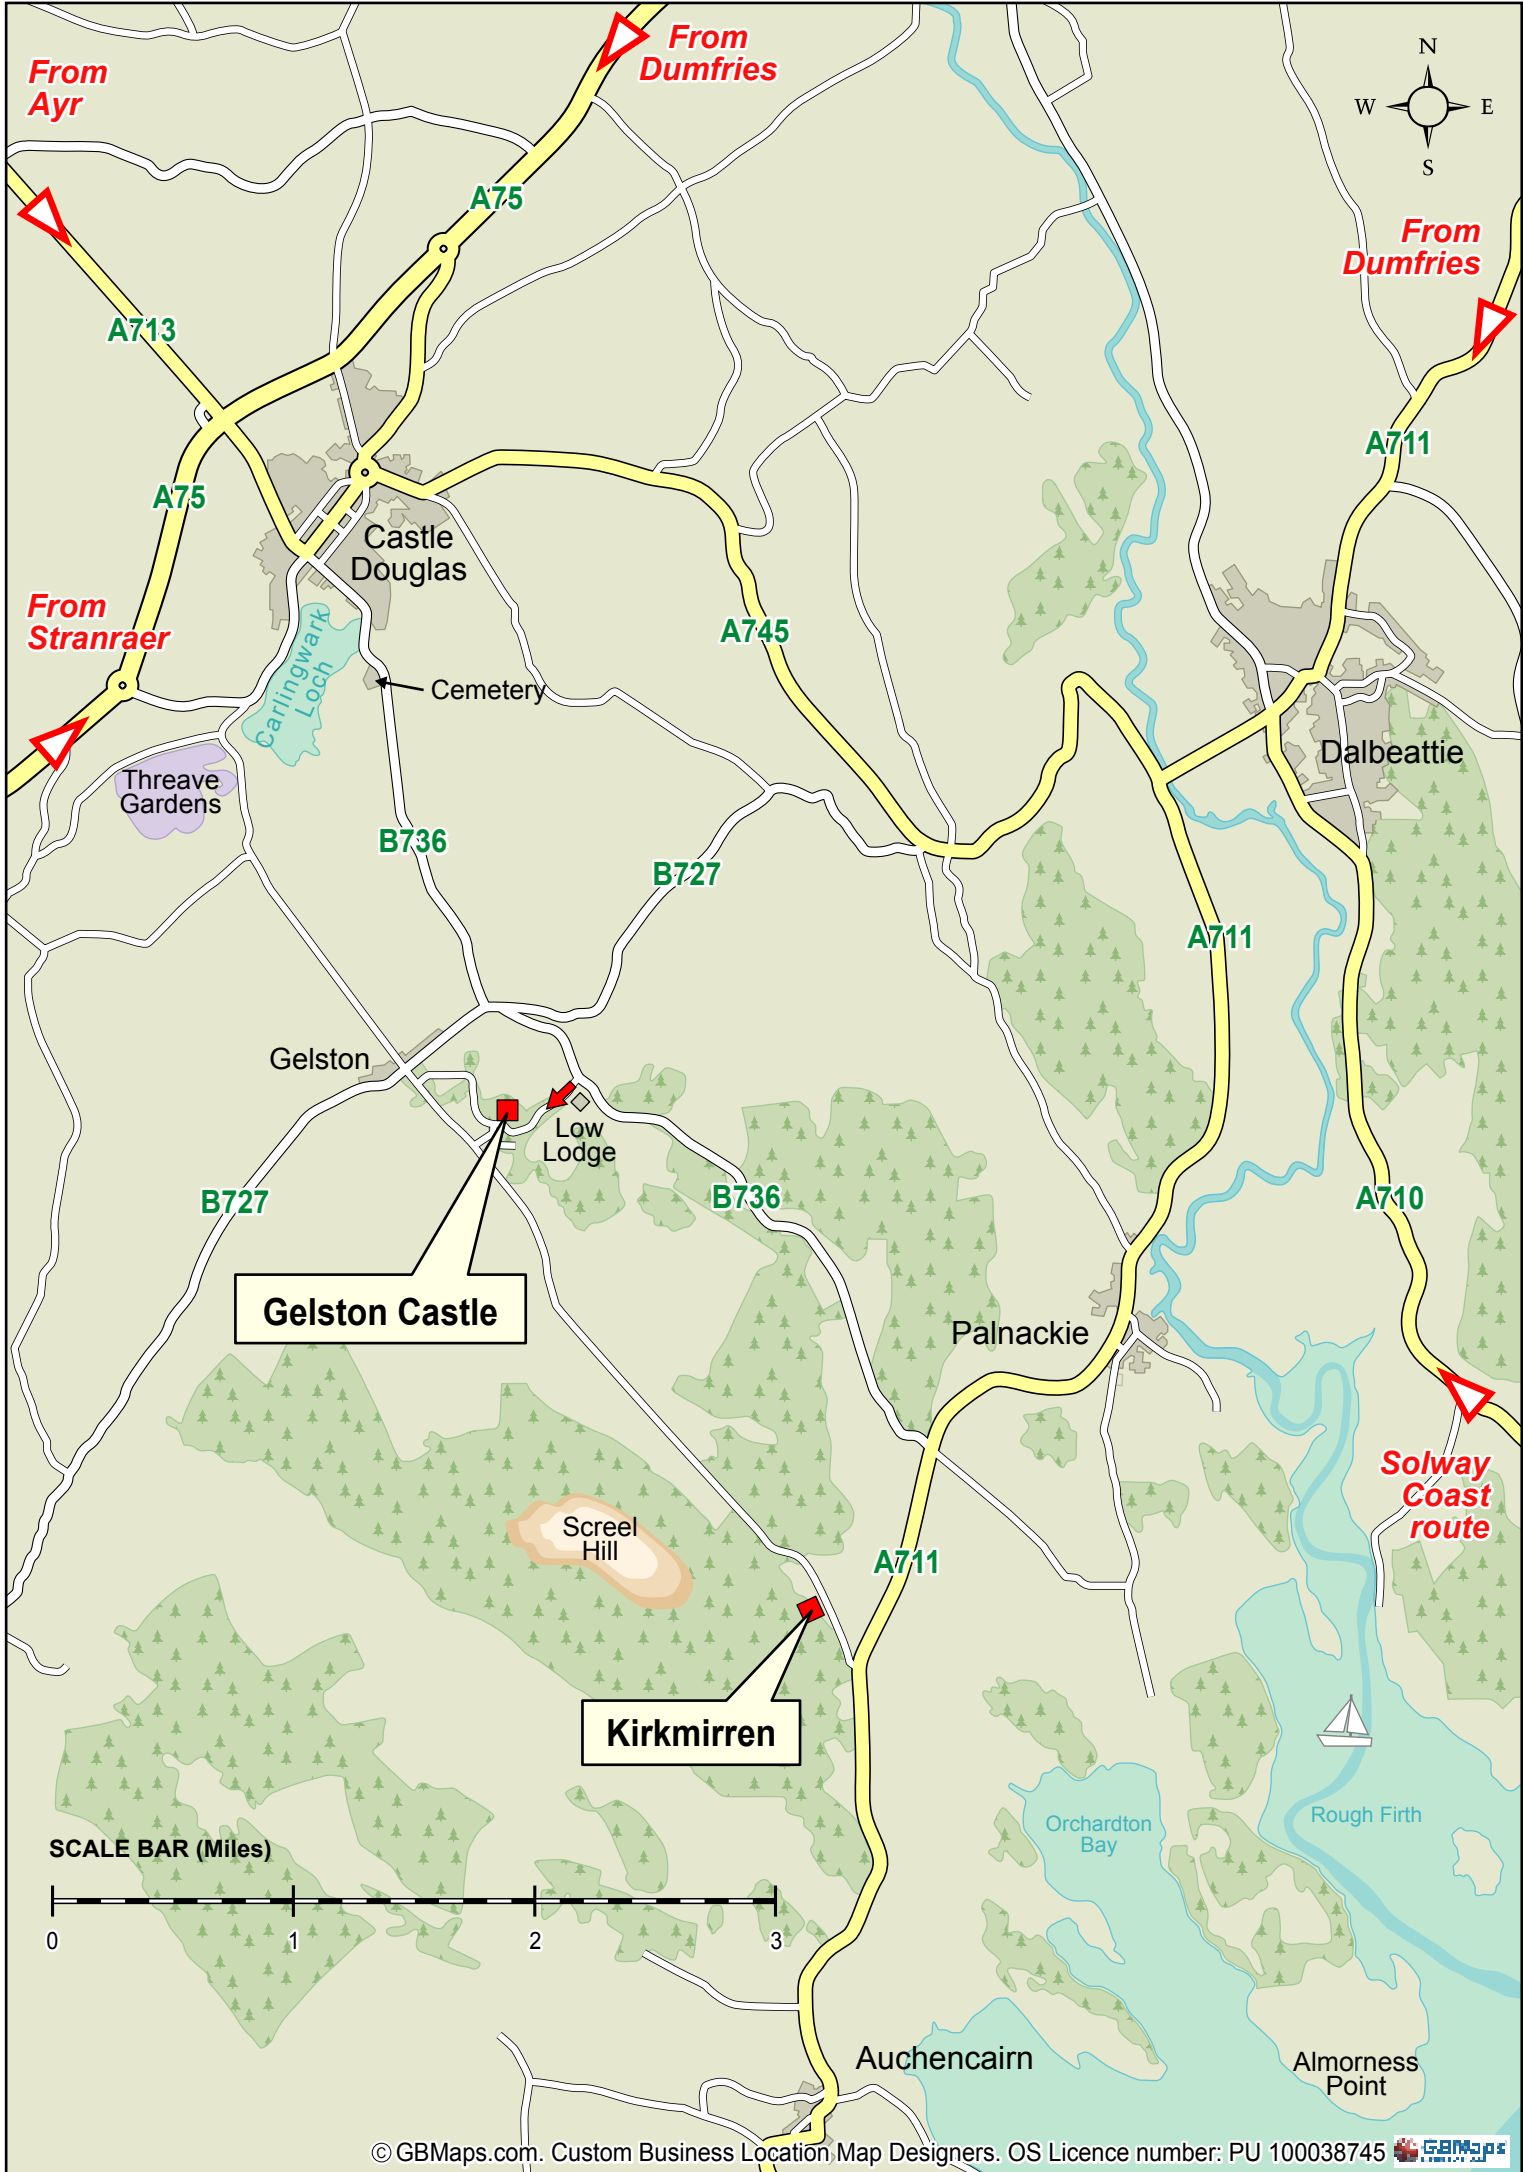 From
Ayr
From
Dumfries
N
W
E
S
A75
From
Dumfries
A713
A711
A75
Castle
Douglas
From
Stranraer
Carlingwark
Loch
Cemetery
A745
Dalbeattie
Threave
Gardens
B736
B727
A711
Gelston
Low
Lodge
B727
B736
A710
Gelston Castle
Palnackie
Solway
Coast
route
Screel
Hill
A711
Kirkmirren
Orchardton
Bay
Rough Firth
SCALE BAR (Miles)
0 1 2 3
Auchencairn
Almorness
Point
© GBMaps.com. Custom Business Location Map Designers. OS Licence number: PU 100038745
GBMaps